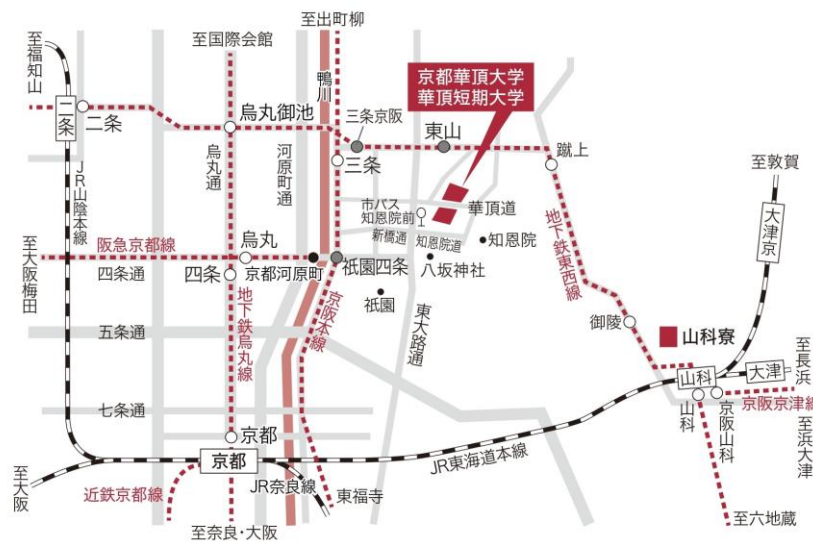 至出町柳
至国際会館
至福知山
鴨川
京都華頂大学
華頂短期大学
二条
二条
烏丸御池
三条京阪
東山
蹴上
三条
烏丸通
河原町通
至敦賀
JR山陰本線
市バス
知恩院前
華頂道
大津京
新橋通
知恩院道
知恩院
至大阪梅田
阪急京都線
烏丸
四条通
四条
京都河原町
祇園四条
八坂神社
地下鉄東西線
祇園
地下鉄烏丸線
京阪本線
東大路通
五条通
御陵
山科寮
至長浜
山科
大津
京阪京津線
七条通
山科
京阪山科
至浜大津
京都
京都
JR東海道本線
至大阪
近鉄京都線
JR奈良線
東福寺
至六地蔵
至奈良・大阪